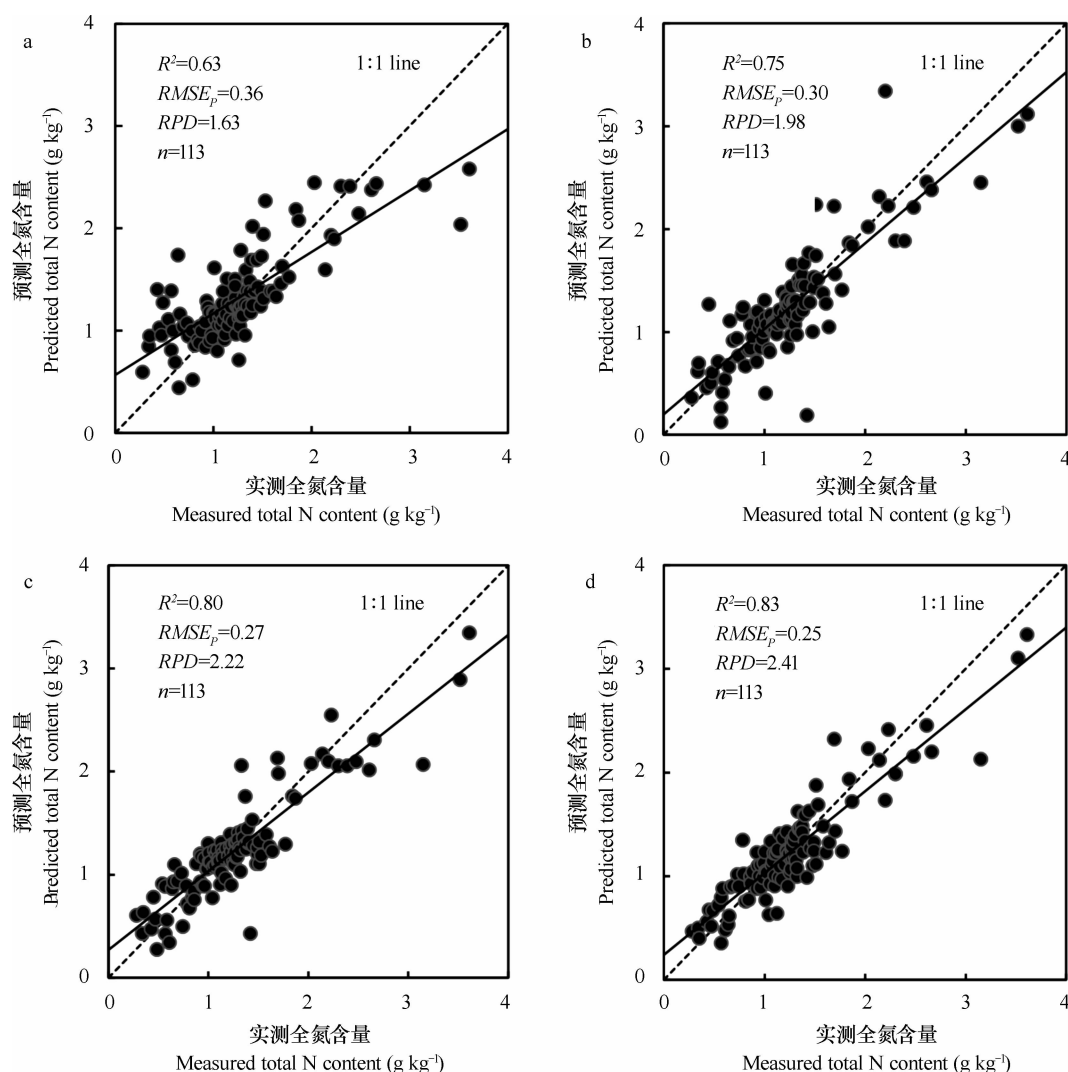 a
R²=0.63
RMSE_P=0.36
RPD=1.63
n=113
1∶1 line
4
3
2
1
0
预测全氮含量
Predicted total N content (g kg⁻¹)
0 1 2 3 4
实测全氮含量
Measured total N content (g kg⁻¹)
b
R²=0.75
RMSE_P=0.30
RPD=1.98
n=113
1∶1 line
4
3
2
1
0
预测全氮含量
Predicted total N content (g kg⁻¹)
0 1 2 3 4
实测全氮含量
Measured total N content (g kg⁻¹)
c
R²=0.80
RMSE_P=0.27
RPD=2.22
n=113
1∶1 line
4
3
2
1
0
预测全氮含量
Predicted total N content (g kg⁻¹)
0 1 2 3 4
实测全氮含量
Measured total N content (g kg⁻¹)
d
R²=0.83
RMSE_P=0.25
RPD=2.41
n=113
1∶1 line
4
3
2
1
0
预测全氮含量
Predicted total N content (g kg⁻¹)
0 1 2 3 4
实测全氮含量
Measured total N content (g kg⁻¹)